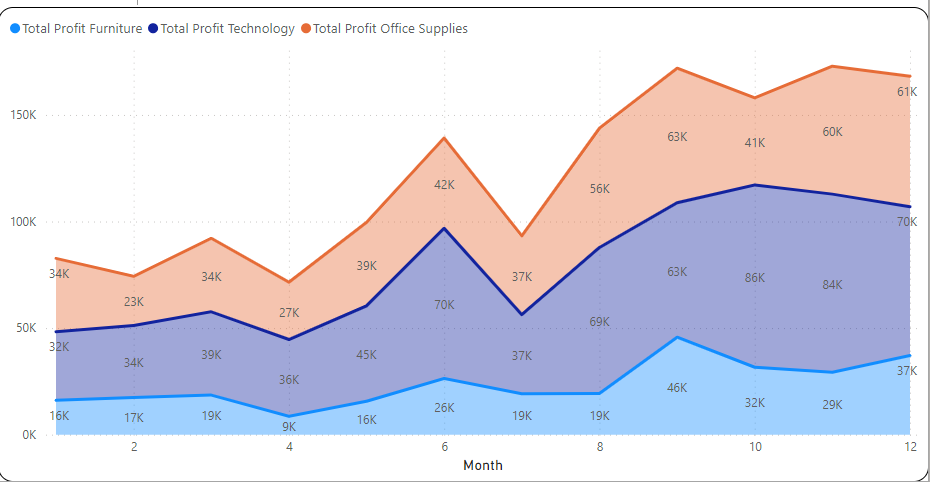 Total Profit Furniture Total Profit Technology Total Profit Office Supplies
150K
100K
50K
0K
34K 23K 34K 27K 39K 42K 37K 56K 63K 41K 60K 61K
32K 34K 39K 36K 45K 70K 37K 69K 63K 86K 84K 70K
16K 17K 19K 9K 16K 26K 19K 19K 46K 32K 29K 37K
2 4 6 8 10 12
Month